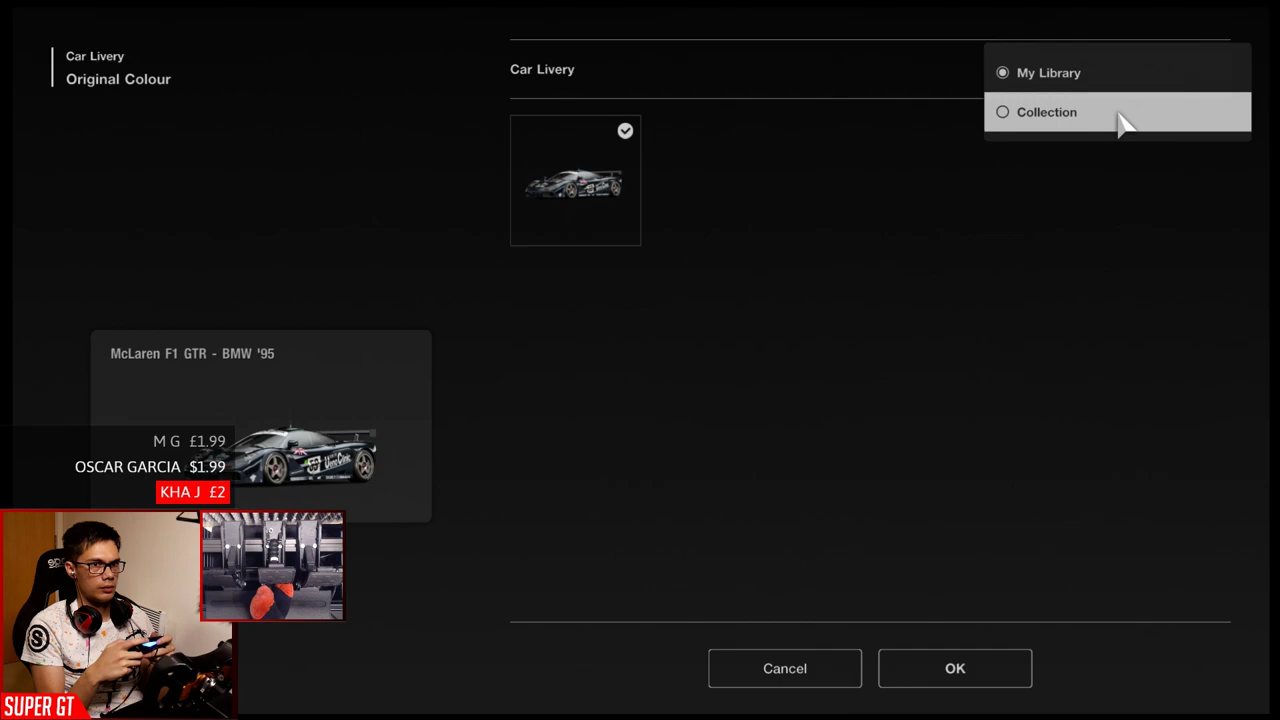 Car Livery
Original Colour
Car Livery
My Library
Collection
McLaren F1 GTR - BMW '95
M G £1.99
OSCAR GARCIA $1.99
KHA J £2
Cancel
OK
SUPER GT